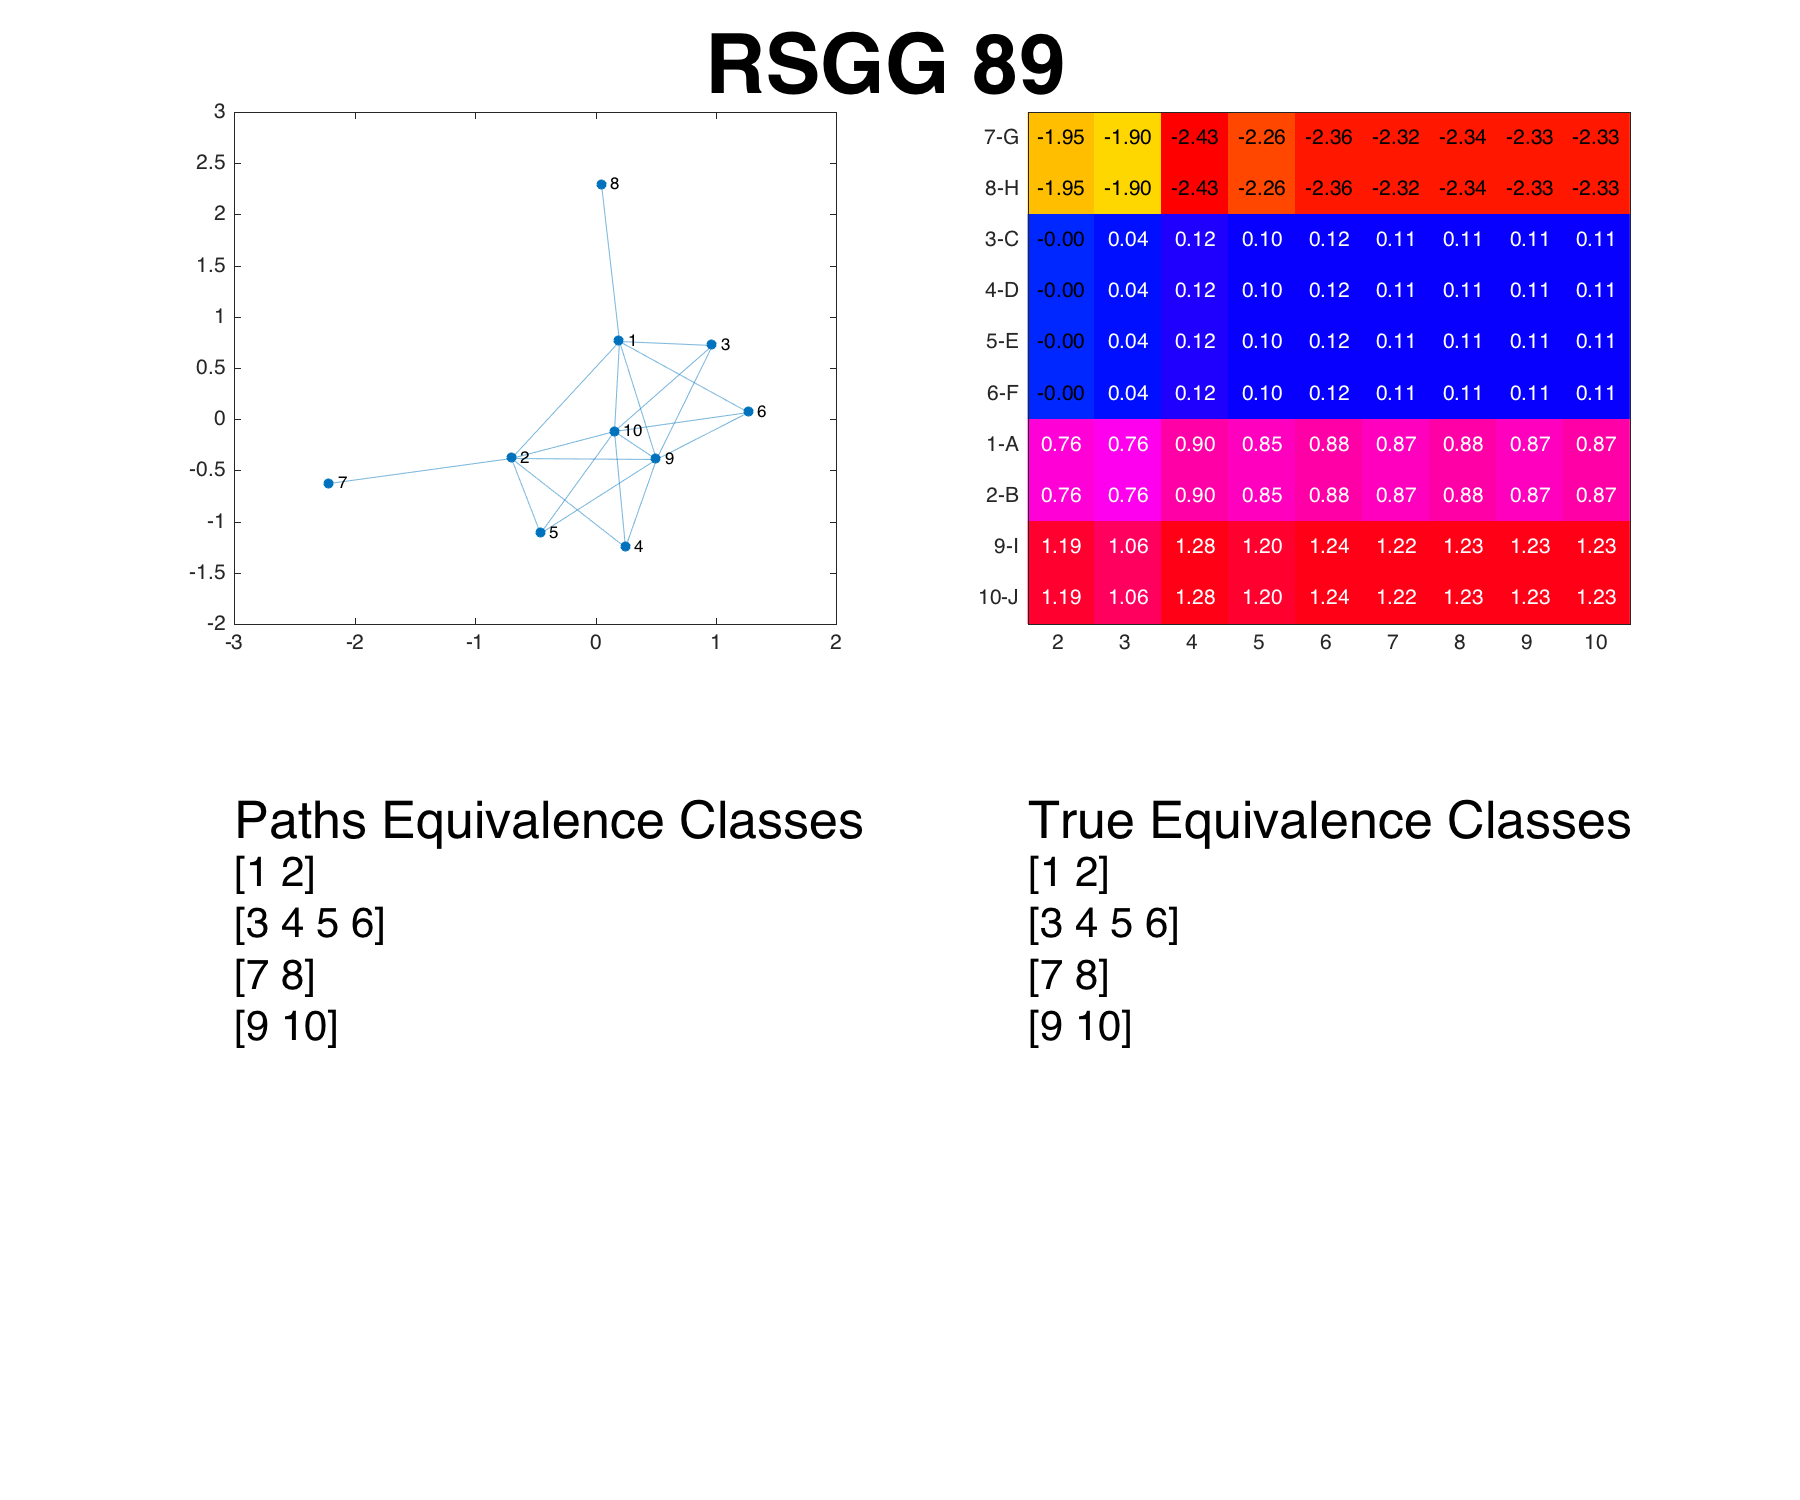 RSGG 89
3
2.5
2
1.5
1
0.5
0
-0.5
-1
-1.5
-2
-3 -2 -1 0 1 2
8
1
3
6
10
2
9
7
5
4
7-G -1.95 -1.90 -2.43 -2.26 -2.36 -2.32 -2.34 -2.33 -2.33
8-H -1.95 -1.90 -2.43 -2.26 -2.36 -2.32 -2.34 -2.33 -2.33
3-C -0.00 0.04 0.12 0.10 0.12 0.11 0.11 0.11 0.11
4-D -0.00 0.04 0.12 0.10 0.12 0.11 0.11 0.11 0.11
5-E -0.00 0.04 0.12 0.10 0.12 0.11 0.11 0.11 0.11
6-F -0.00 0.04 0.12 0.10 0.12 0.11 0.11 0.11 0.11
1-A 0.76 0.76 0.90 0.85 0.88 0.87 0.88 0.87 0.87
2-B 0.76 0.76 0.90 0.85 0.88 0.87 0.88 0.87 0.87
9-I 1.19 1.06 1.28 1.20 1.24 1.22 1.23 1.23 1.23
10-J 1.19 1.06 1.28 1.20 1.24 1.22 1.23 1.23 1.23
2 3 4 5 6 7 8 9 10
Paths Equivalence Classes
[1 2]
[3 4 5 6]
[7 8]
[9 10]
True Equivalence Classes
[1 2]
[3 4 5 6]
[7 8]
[9 10]